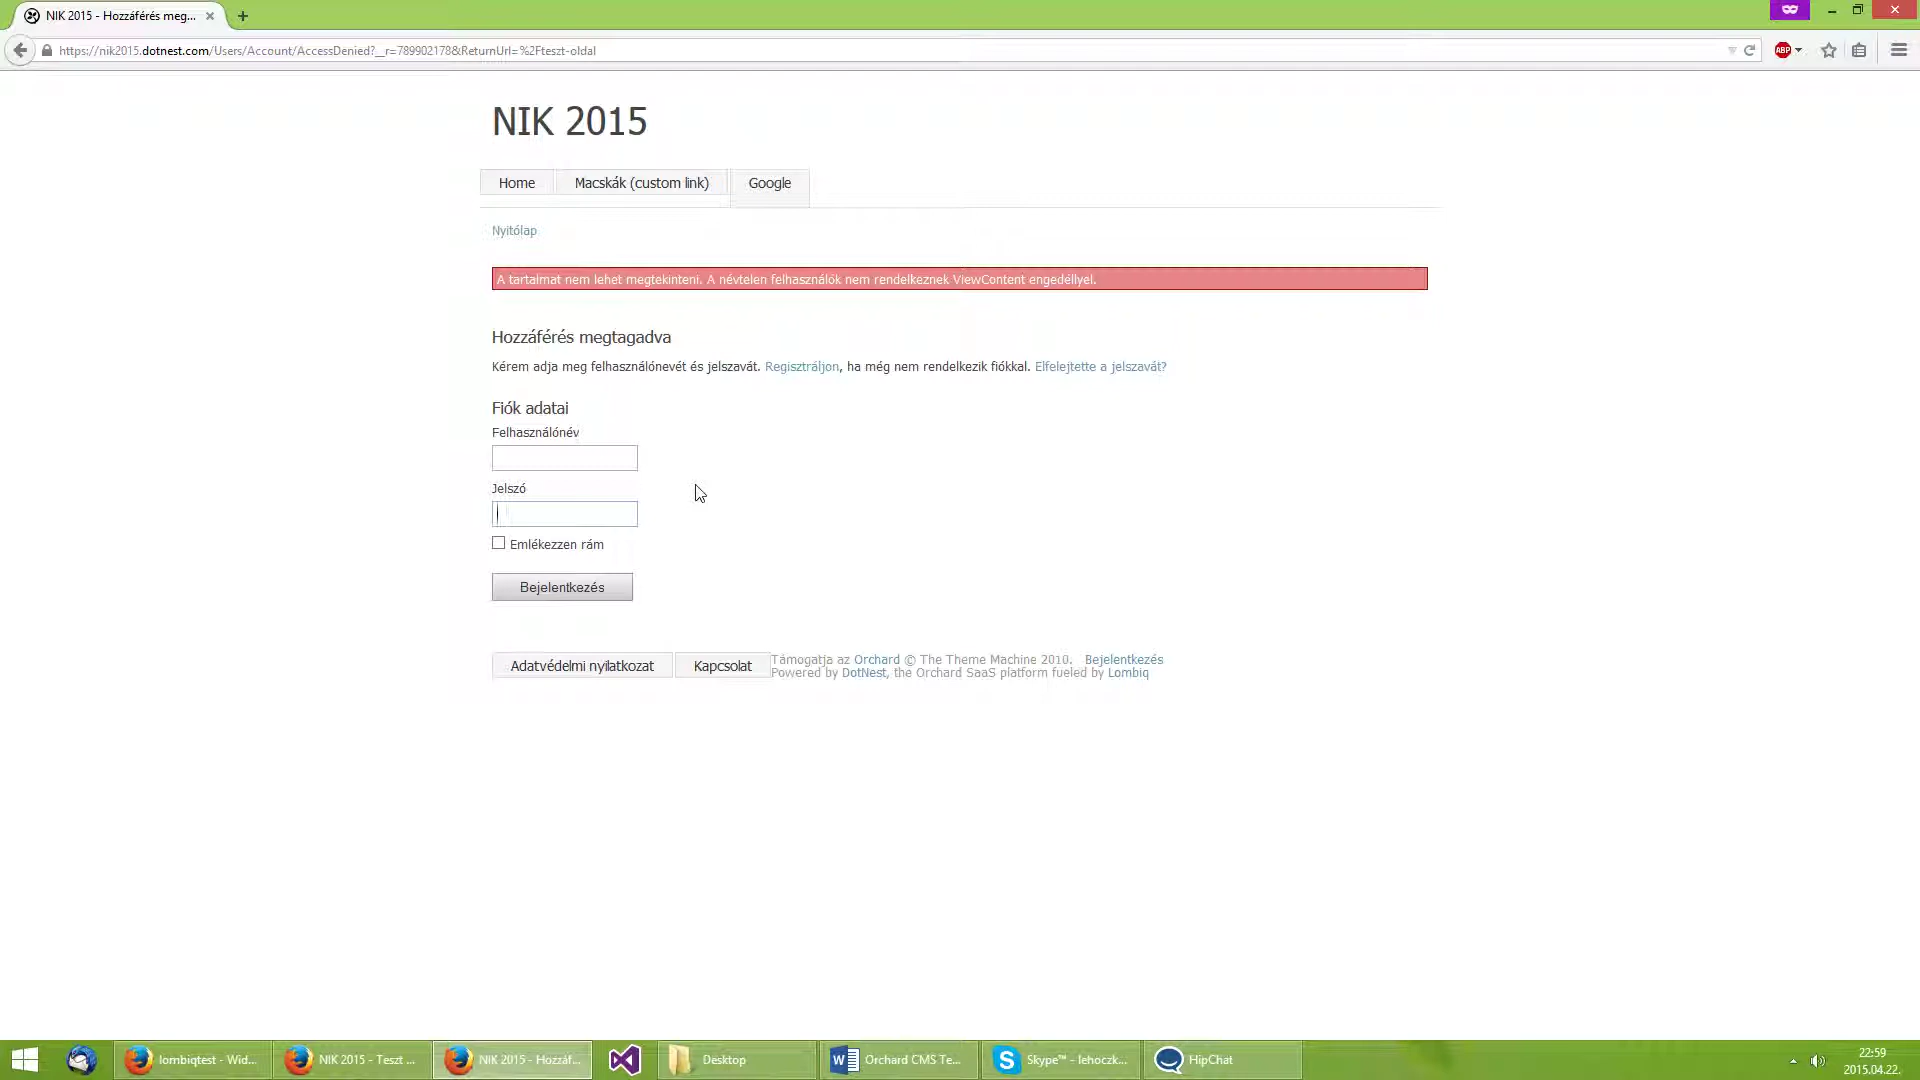 NIK 2015 - Hozzáférés meg...
https://nik2015.dotnest.com/Users/Account/AccessDenied?__r=789902178&ReturnUrl=%2Fteszt-oldal
ABP
NIK 2015
Home
Macskák (custom link)
Google
Nyitólap
A tartalmat nem lehet megtekinteni. A névtelen felhasználók nem rendelkeznek ViewContent engedéllyel.
Hozzáférés megtagadva
Kérem adja meg felhasználónevét és jelszavát. Regisztráljon, ha még nem rendelkezik fiókkal. Elfelejtette a jelszavát?
Fiók adatai
Felhasználónév
Jelszó
Emlékezzen rám
Bejelentkezés
Adatvédelmi nyilatkozat
Kapcsolat
Támogatja az Orchard © The Theme Machine 2010. Bejelentkezés
Powered by DotNest, the Orchard SaaS platform fueled by Lombiq
lombiqtest - Wid...
NIK 2015 - Teszt ...
NIK 2015 - Hozzáf...
Desktop
Orchard CMS Te...
Skype™ - lehoczk...
HipChat
22:59
2015.04.22.